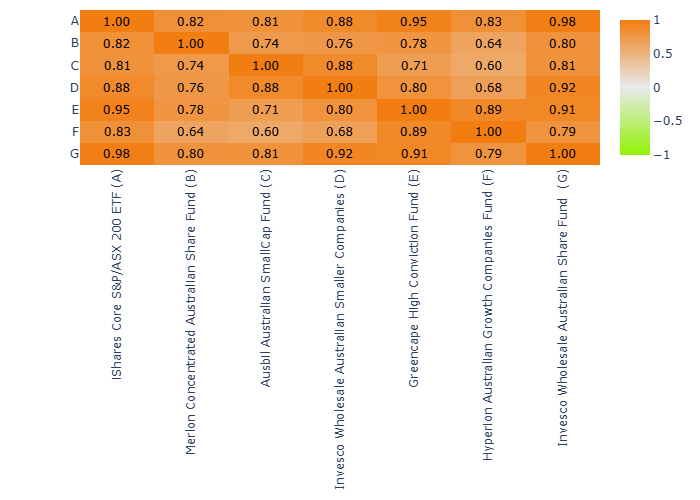 A 1.00 0.82 0.81 0.88 0.95 0.83 0.98
B 0.82 1.00 0.74 0.76 0.78 0.64 0.80
C 0.81 0.74 1.00 0.88 0.71 0.60 0.81
D 0.88 0.76 0.88 1.00 0.80 0.68 0.92
E 0.95 0.78 0.71 0.80 1.00 0.89 0.91
F 0.83 0.64 0.60 0.68 0.89 1.00 0.79
G 0.98 0.80 0.81 0.92 0.91 0.79 1.00
iShares Core S&P/ASX 200 ETF (A)
Merlon Concentrated Australian Share Fund (B)
Ausbil Australian SmallCap Fund (C)
Invesco Wholesale Australian Smaller Companies (D)
Greencape High Conviction Fund (E)
Hyperion Australian Growth Companies Fund (F)
Invesco Wholesale Australian Share Fund (G)
1
0.5
0
−0.5
−1